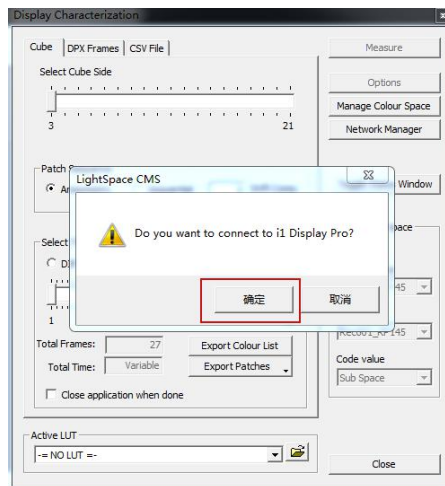 Display Characterization
Cube DPX Frames CSV File
Measure
Select Cube Side
Options
Manage Colour Space
3 21
Network Manager
LightSpace CMS
Window
Do you want to connect to i1 Display Pro?
Select
确定 取消
1
Total Frames: 27 Export Colour List
Code value
Total Time: Variable Export Patches
Sub Space
Close application when done
Active LUT
-= NO LUT =-
Close